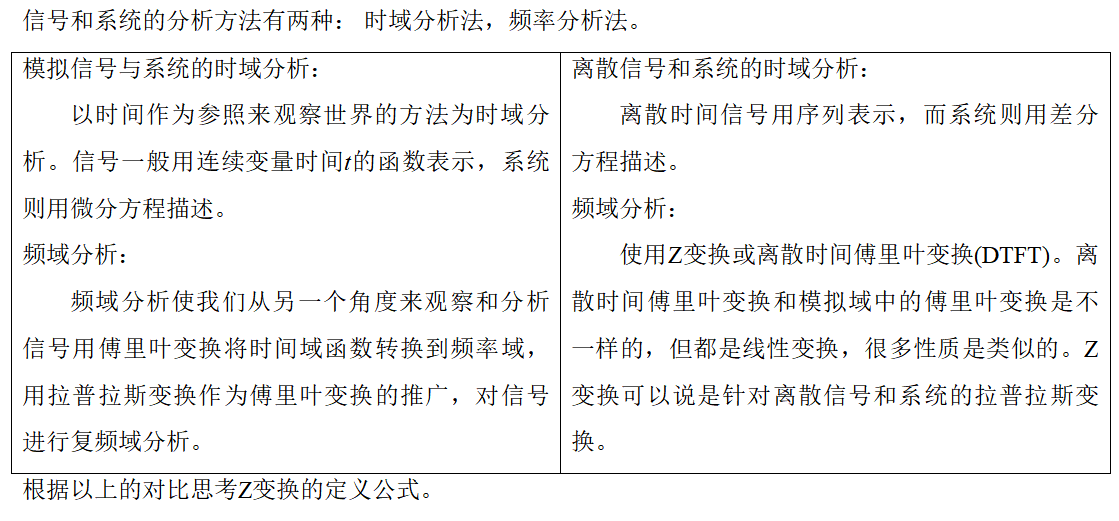 信号和系统的分析方法有两种： 时域分析法，频率分析法。
模拟信号与系统的时域分析：
以时间作为参照来观察世界的方法为时域分
析。信号一般用连续变量时间t的函数表示，系统
则用微分方程描述。
频域分析：
频域分析使我们从另一个角度来观察和分析
信号用傅里叶变换将时间域函数转换到频率域，
用拉普拉斯变换作为傅里叶变换的推广，对信号
进行复频域分析。
离散信号和系统的时域分析：
离散时间信号用序列表示，而系统则用差分
方程描述。
频域分析：
使用Z变换或离散时间傅里叶变换(DTFT)。离
散时间傅里叶变换和模拟域中的傅里叶变换是不
一样的，但都是线性变换，很多性质是类似的。Z
变换可以说是针对离散信号和系统的拉普拉斯变
换。
根据以上的对比思考Z变换的定义公式。